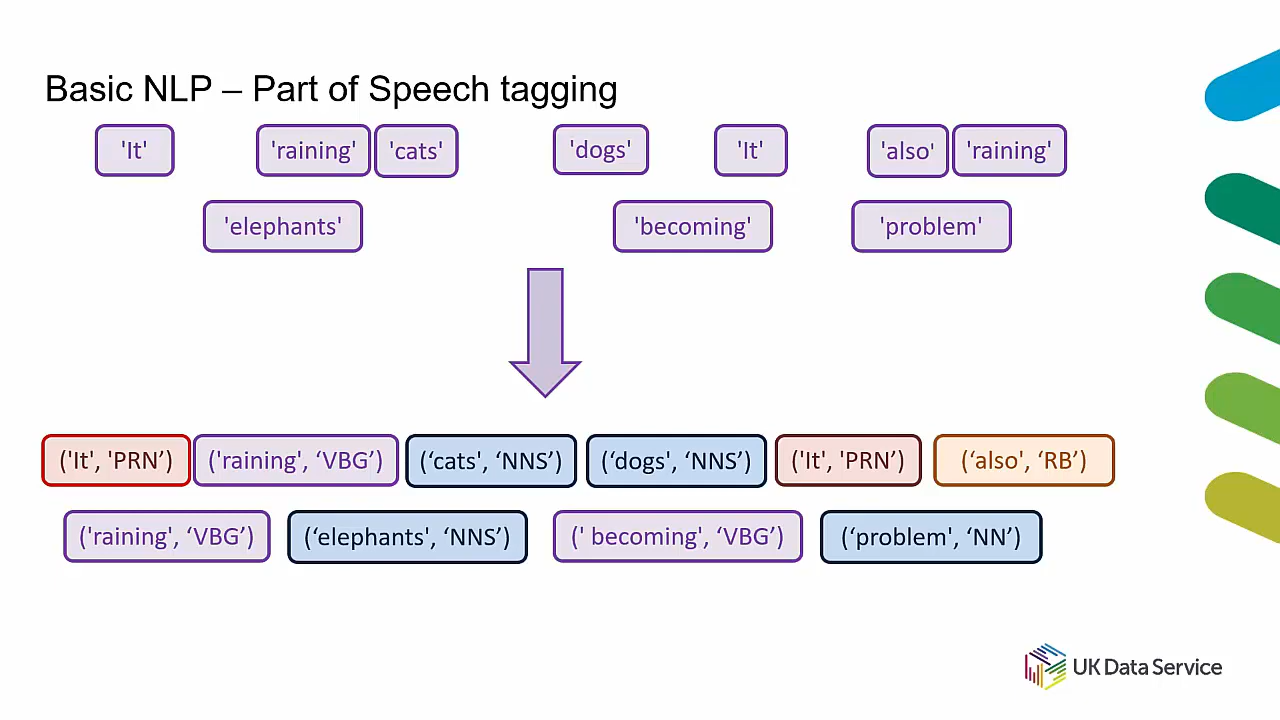 Basic NLP – Part of Speech tagging
'It' 'raining' 'cats' 'dogs' 'It' 'also' 'raining'
'elephants' 'becoming' 'problem'
('It', 'PRN’) ('raining', ‘VBG’) (‘cats', ‘NNS’) (‘dogs', ‘NNS’) ('It', 'PRN’) (‘also', ‘RB’)
('raining', ‘VBG’) (‘elephants', ‘NNS’) (' becoming', ‘VBG’) (‘problem', ‘NN’)
UK Data Service